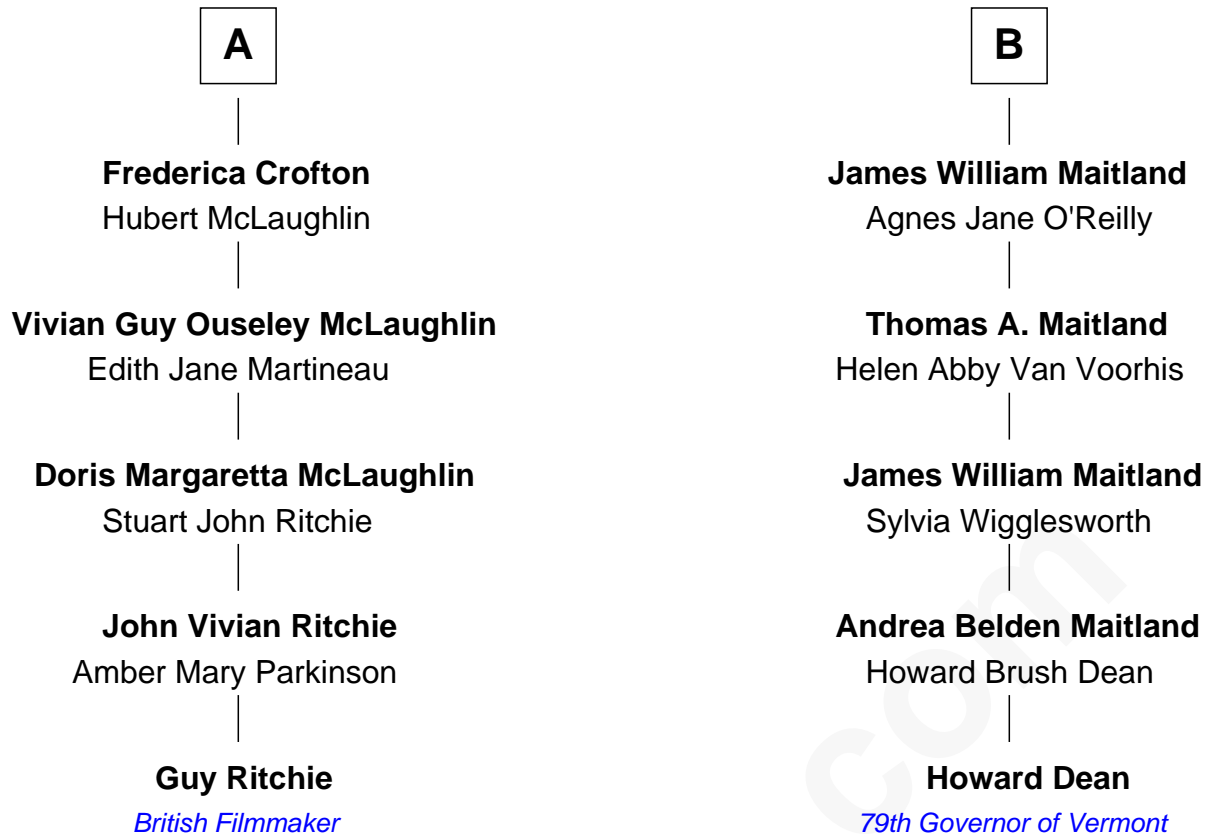 A
Frederica Crofton
Hubert McLaughlin
Vivian Guy Ouseley McLaughlin
Edith Jane Martineau
Doris Margaretta McLaughlin
Stuart John Ritchie
John Vivian Ritchie
Amber Mary Parkinson
Guy Ritchie
British Filmmaker
B
James William Maitland
Agnes Jane O'Reilly
Thomas A. Maitland
Helen Abby Van Voorhis
James William Maitland
Sylvia Wigglesworth
Andrea Belden Maitland
Howard Brush Dean
Howard Dean
79th Governor of Vermont
com